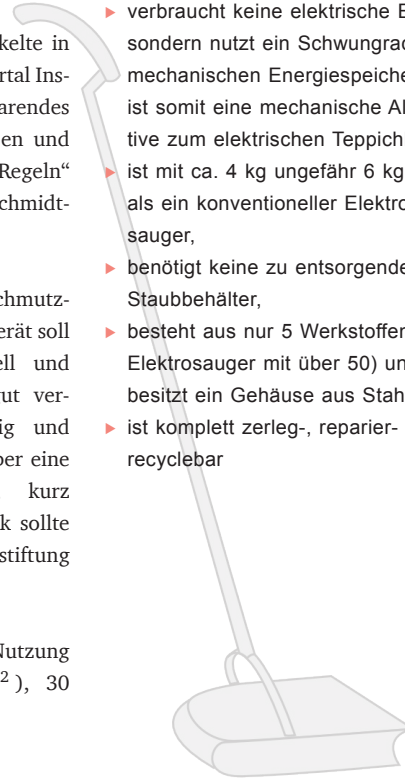 kelte in
rtal Ins-
arendes
en und
Regeln“
chmidt-
chmutz-
erät soll
ell und
ut ver-
ig und
ber eine
kurz
k sollte
stiftung
Nutzung
2 ), 30
verbraucht keine elektrische E
sondern nutzt ein Schwungrad
mechanischen Energiespeiche
ist somit eine mechanische Al
tive zum elektrischen Teppich
ist mit ca. 4 kg ungefähr 6 kg
als ein konventioneller Elektro
sauger,
benötigt keine zu entsorgende
Staubbehälter,
besteht aus nur 5 Werkstoffen
Elektrosauger mit über 50) un
besitzt ein Gehäuse aus Stah
ist komplett zerleg-, reparier-
recyclebar